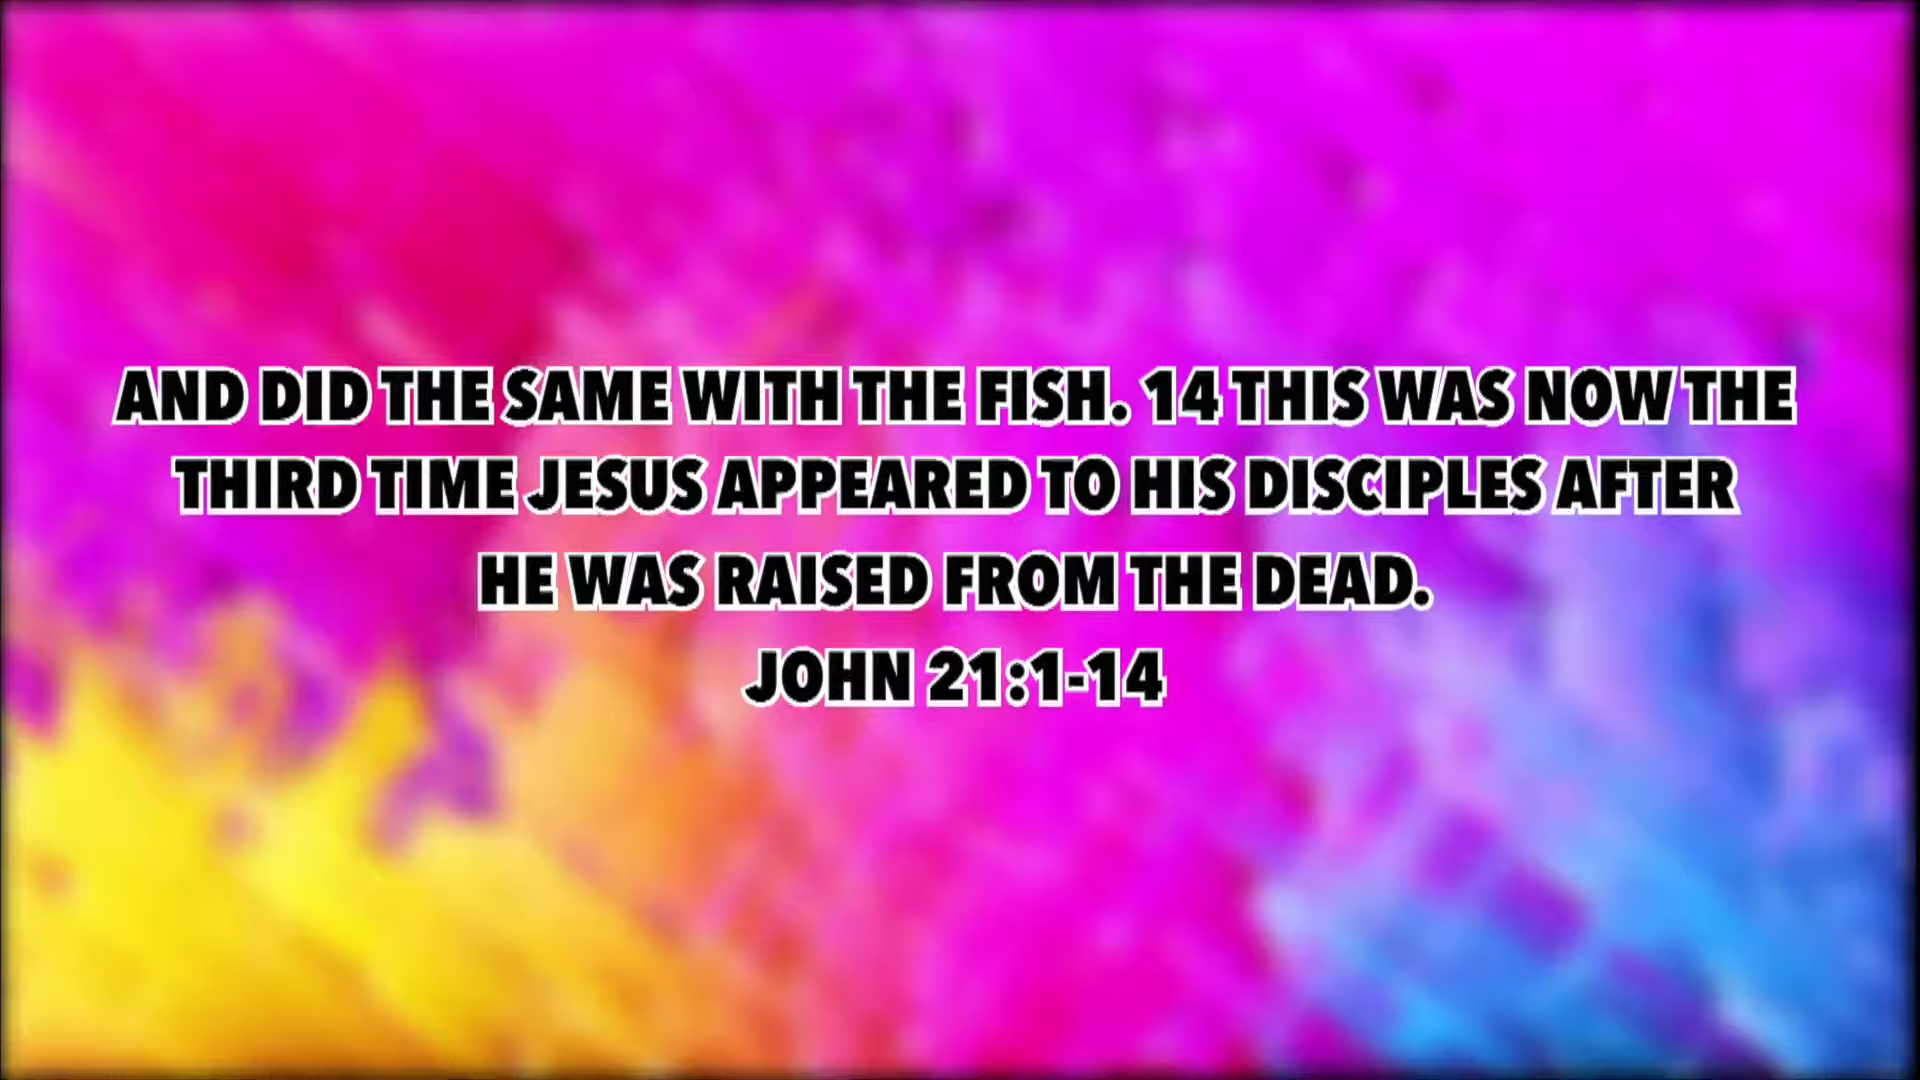 AND DID THE SAME WITH THE FISH. 14 THIS WAS NOW THE
THIRD TIME JESUS APPEARED TO HIS DISCIPLES AFTER
HE WAS RAISED FROM THE DEAD.
JOHN 21:1-14